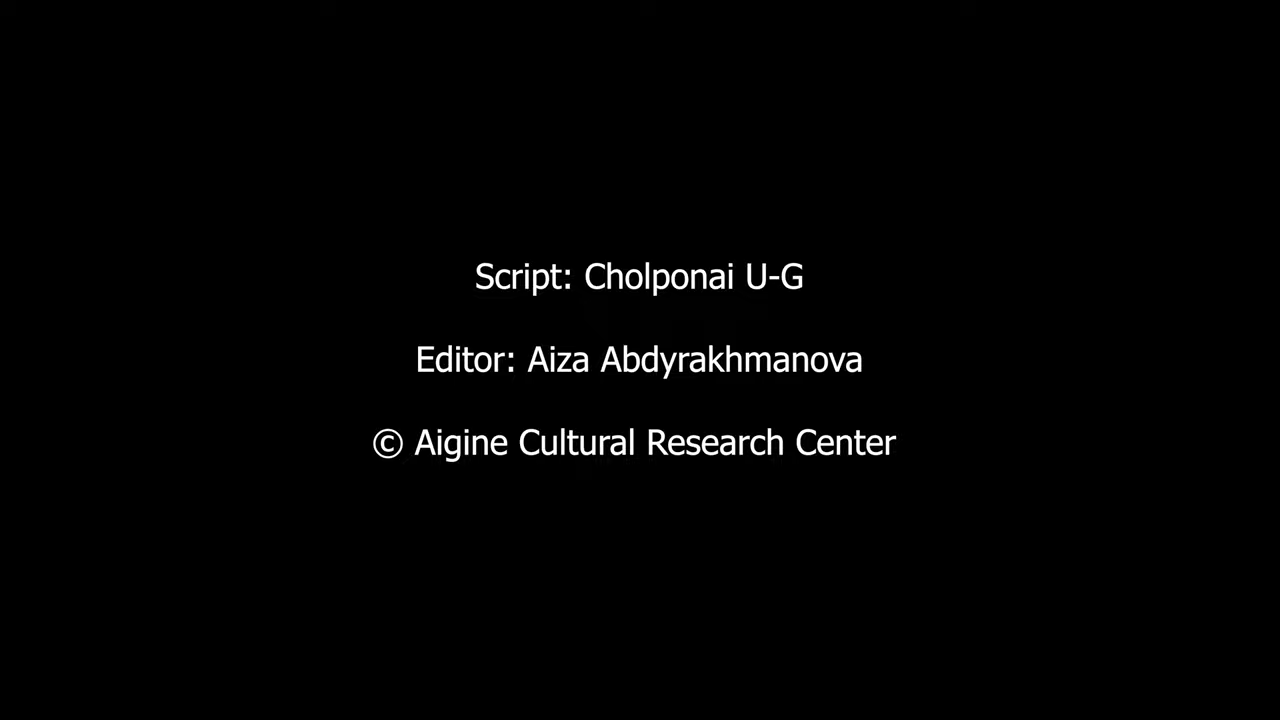 Script: Cholponai U-G
Editor: Aiza Abdyrakhmanova
© Aigine Cultural Research Center